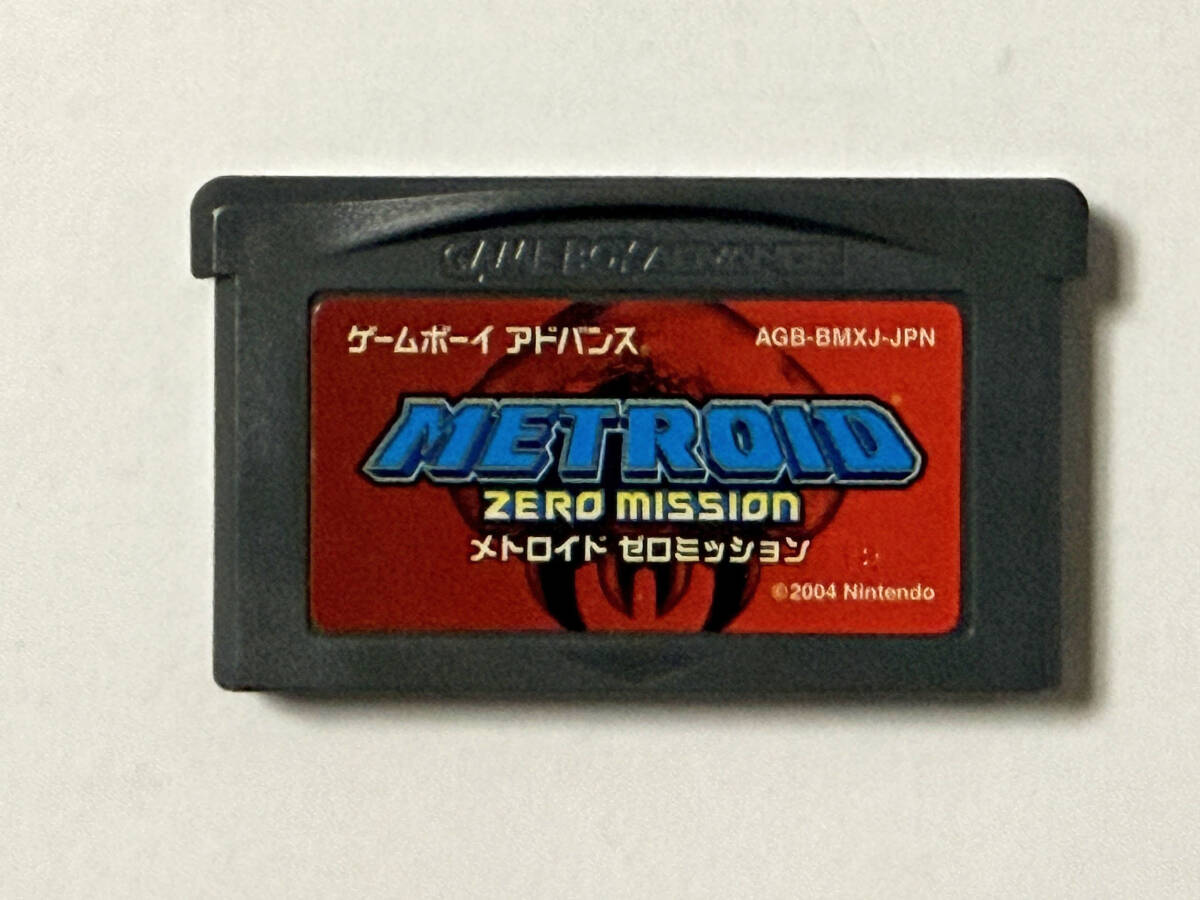 GAME BOY ADVANCE
ゲームボーイ アドバンス
AGB-BMXJ-JPN
METROID
ZERO MISSION
メトロイド ゼロミッション
©2004 Nintendo